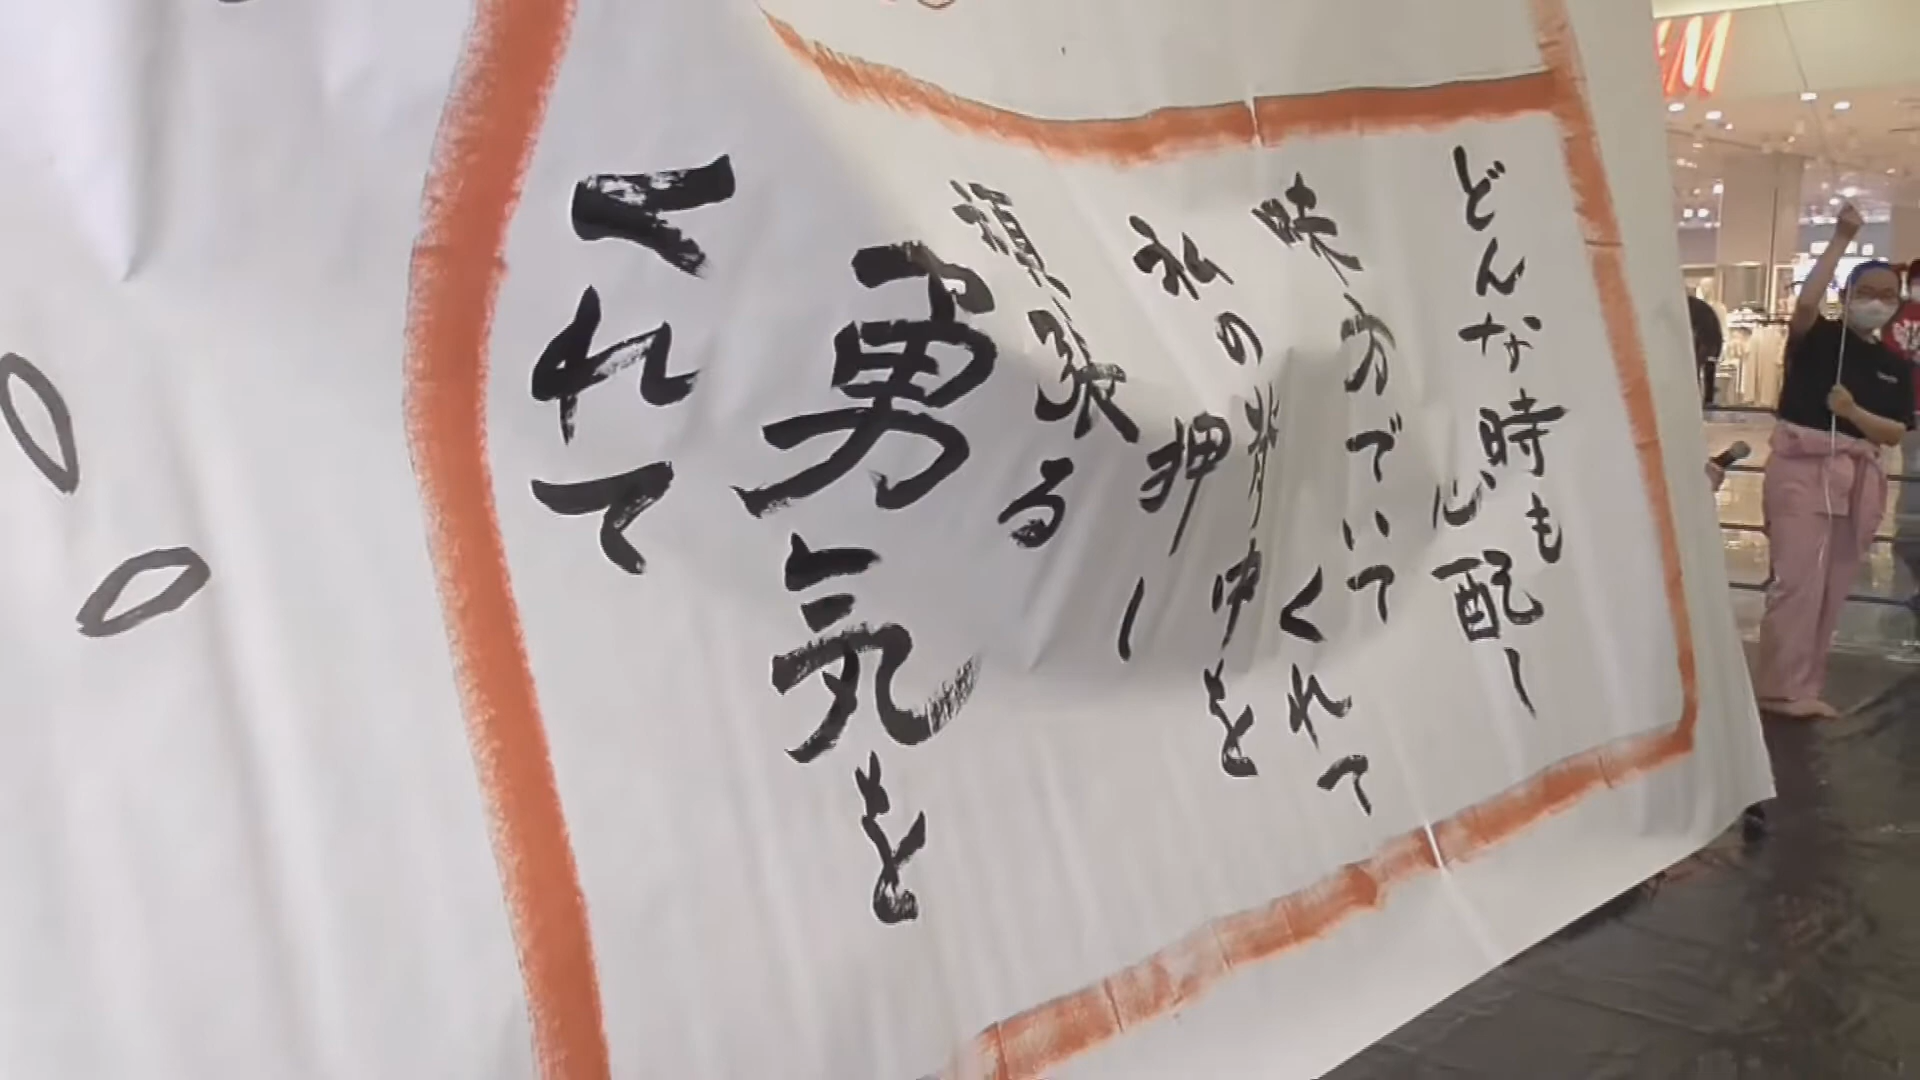 どんな時も
心配し
味方でいて
くれて
私の背中を
押し
頑張る
勇気を
くれて